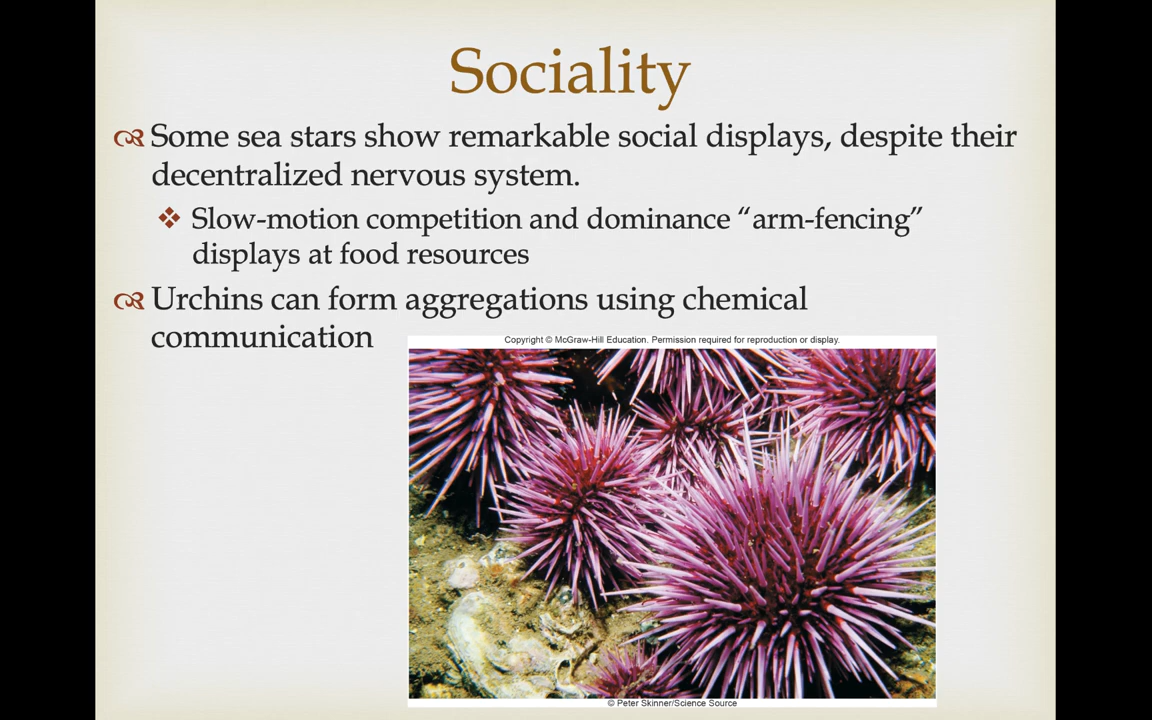 Sociality
Some sea stars show remarkable social displays, despite their
decentralized nervous system.
Slow-motion competition and dominance “arm-fencing”
displays at food resources
Urchins can form aggregations using chemical
communication
Copyright © McGraw-Hill Education. Permission required for reproduction or display.
© Peter Skinner/Science Source